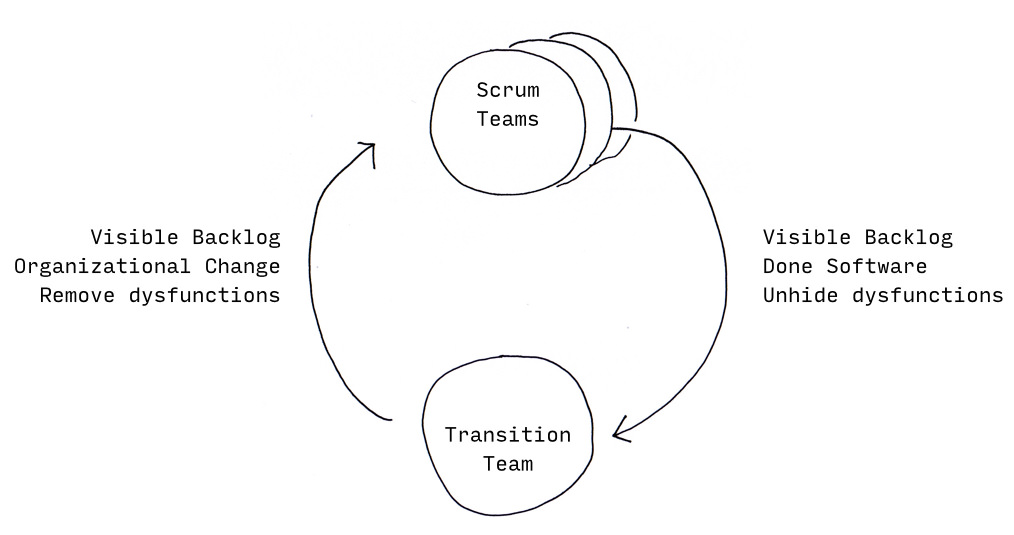 Scrum
Teams
Visible Backlog
Organizational Change
Remove dysfunctions
Visible Backlog
Done Software
Unhide dysfunctions
Transition
Team